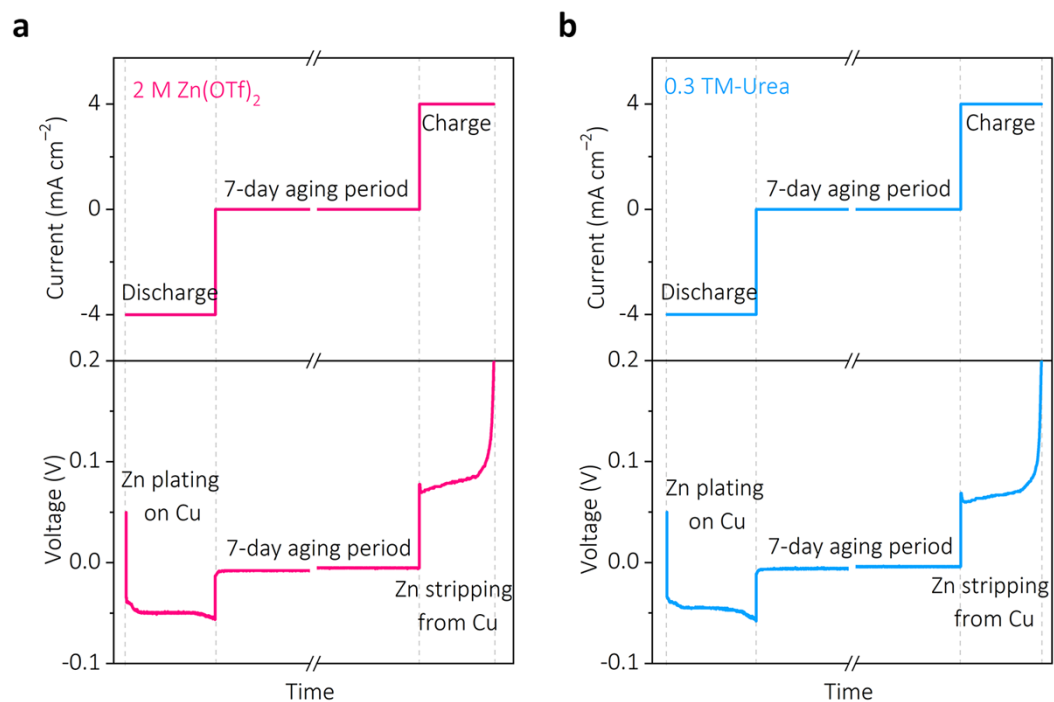 a
2 M Zn(OTf)₂
Current (mA cm⁻²)
4
0
-4
Charge
7-day aging period
Discharge
Voltage (V)
0.2
0.1
0.0
-0.1
Zn plating
on Cu
7-day aging period
Zn stripping
from Cu
Time
b
0.3 TM-Urea
Current (mA cm⁻²)
4
0
-4
Charge
7-day aging period
Discharge
Voltage (V)
0.2
0.1
0.0
-0.1
Zn plating
on Cu
7-day aging period
Zn stripping
from Cu
Time